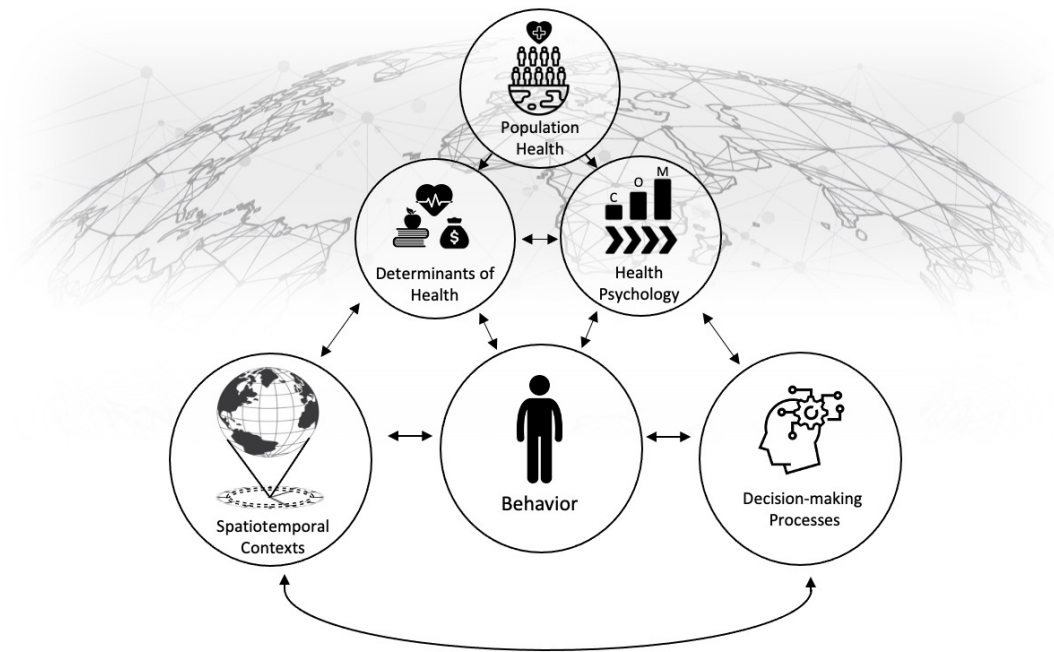 Population
Health
C O M
$
Determinants of
Health
Health
Psychology
Spatiotemporal
Contexts
Behavior
Decision-making
Processes